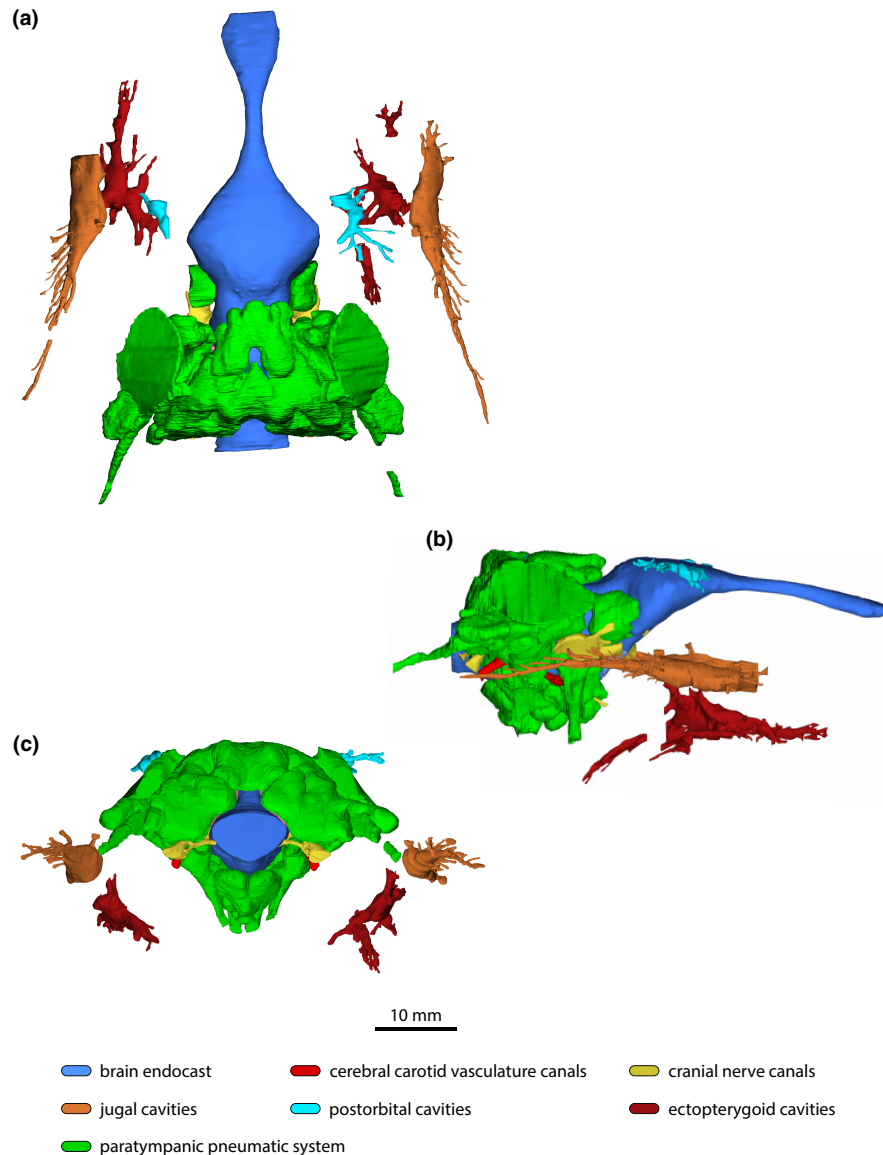 (a)
(b)
(c)
10 mm
brain endocast
cerebral carotid vasculature canals
cranial nerve canals
jugal cavities
postorbital cavities
ectopterygoid cavities
paratympanic pneumatic system